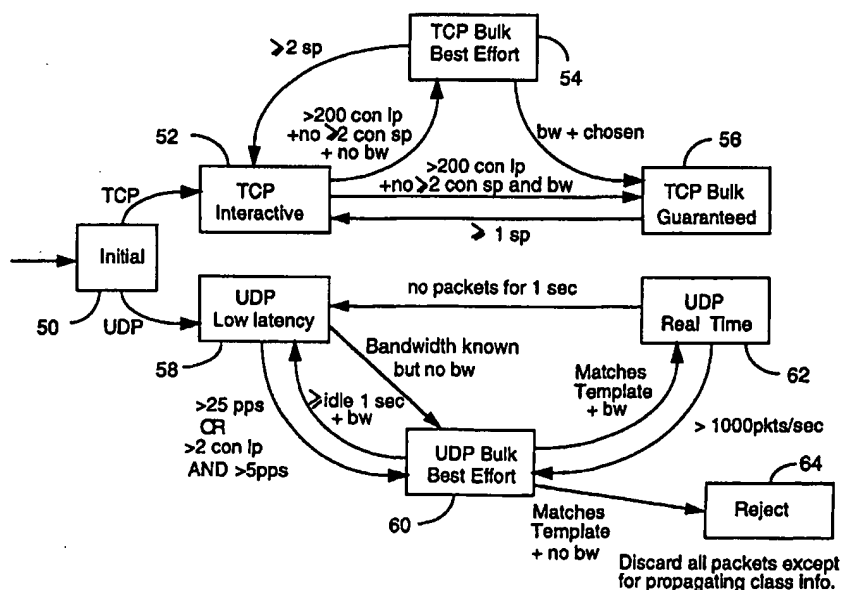 TCP Bulk
Best Effort
54
⩾2 sp
>200 con lp
+no ⩾2 con sp
+ no bw
bw + chosen
52
56
>200 con lp
+no⩾2 con sp and bw
TCP
TCP
Interactive
TCP Bulk
Guaranteed
⩾ 1 sp
Initial
50
UDP
UDP
Low latency
58
no packets for 1 sec
UDP
Real Time
62
Bandwidth known
but no bw
Matches
Template
+ bw
⩾idle 1 sec
+ bw
>25 pps
OR
>2 con lp
AND >5pps
> 1000pkts/sec
UDP Bulk
Best Effort
60
64
Reject
Matches
Template
+ no bw
Discard all packets except
for propagating class info.